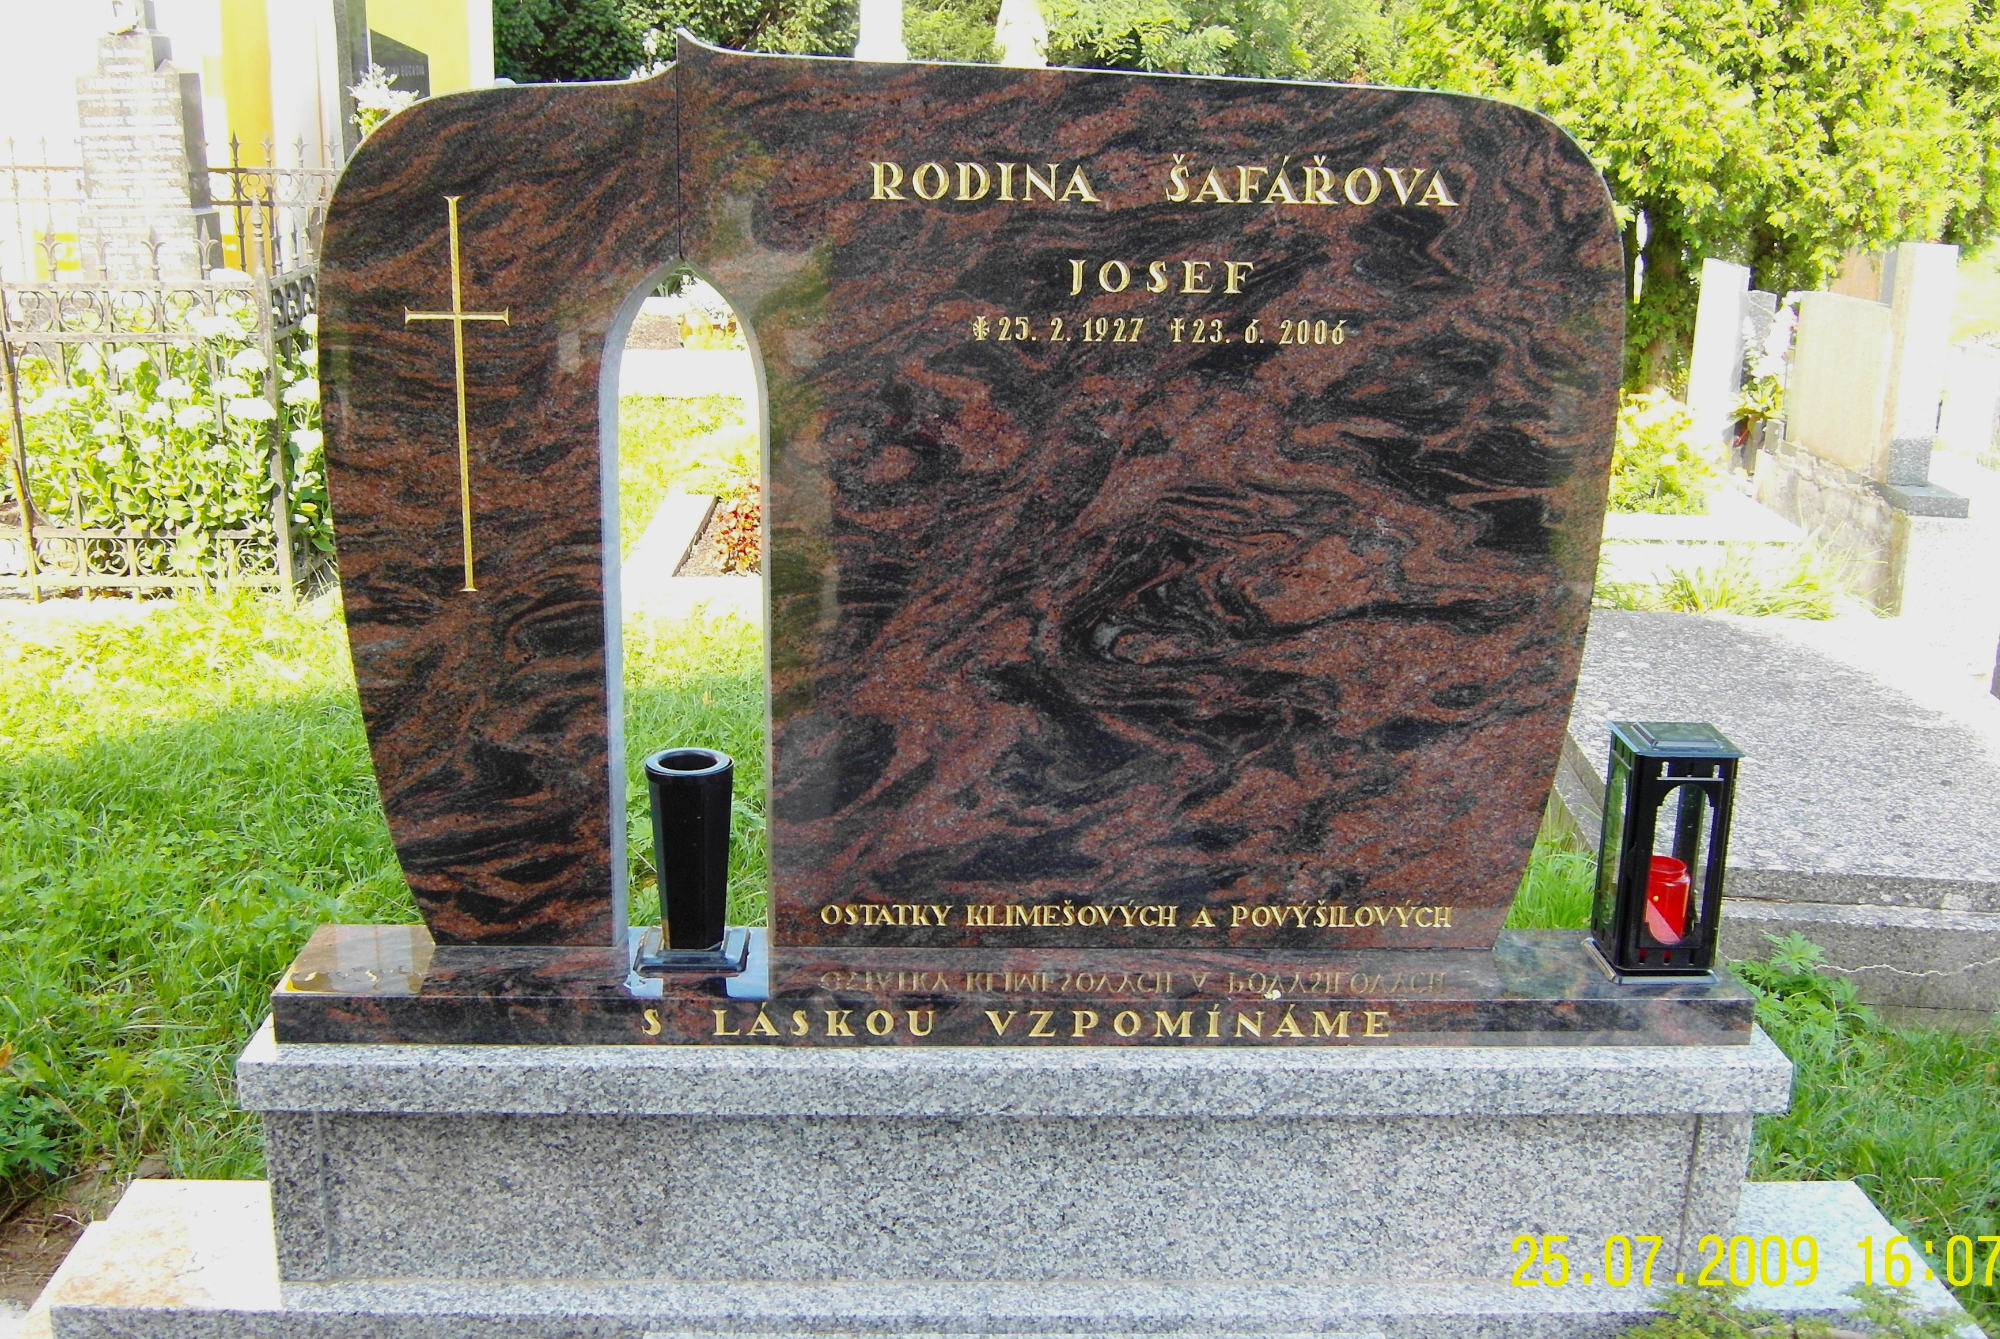 RODINA ŠAFÁŘOVA
JOSEF
* 25. 2. 1927 † 23. 6. 2006
OSTATKY KLIMEŠOVÝCH A POVÝŠILOVÝCH
S LÁSKOU VZPOMÍNÁME
25.07.2009 16:07